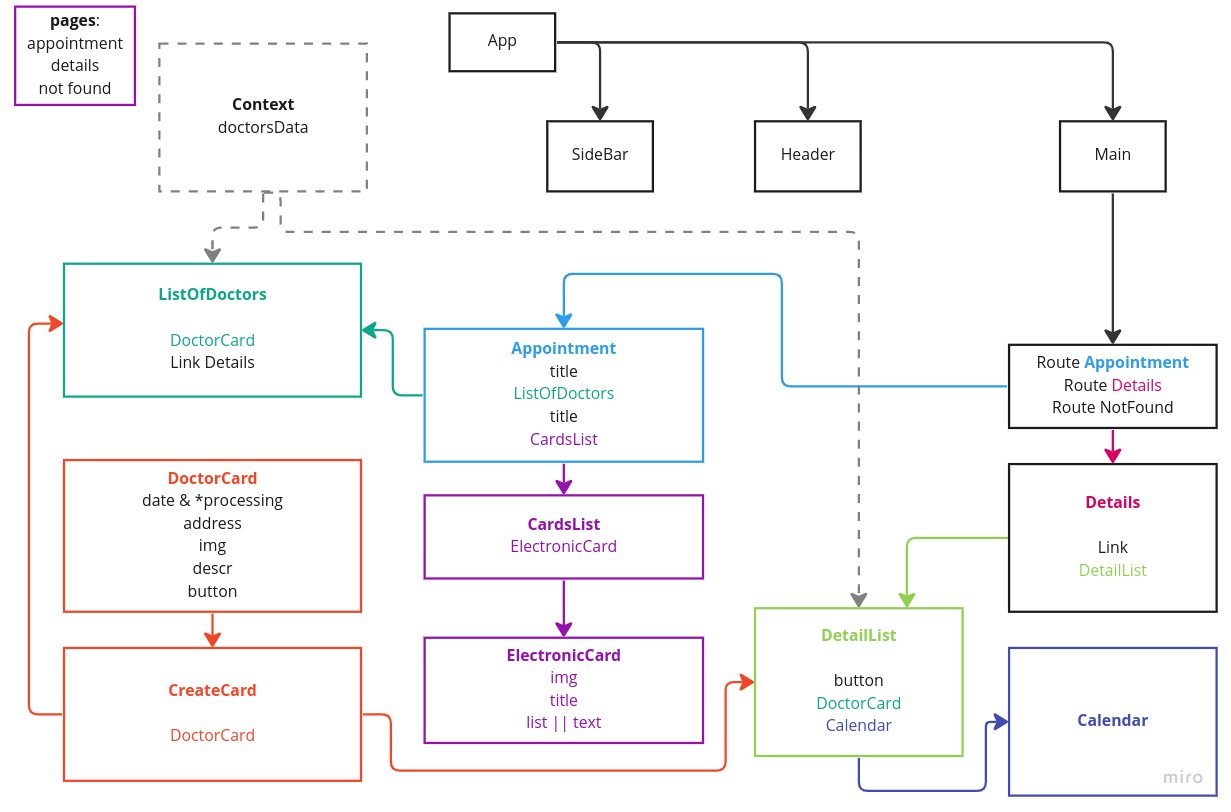 pages:
appointment
details
not found
Context
doctorsData
App
SideBar
Header
Main
ListOfDoctors
DoctorCard
Link Details
Appointment
title
ListOfDoctors
title
CardsList
Route Appointment
Route Details
Route NotFound
DoctorCard
date & *processing
address
img
descr
button
CardsList
ElectronicCard
Details
Link
DetailList
CreateCard
DoctorCard
ElectronicCard
img
title
list || text
DetailList
button
DoctorCard
Calendar
Calendar
miro